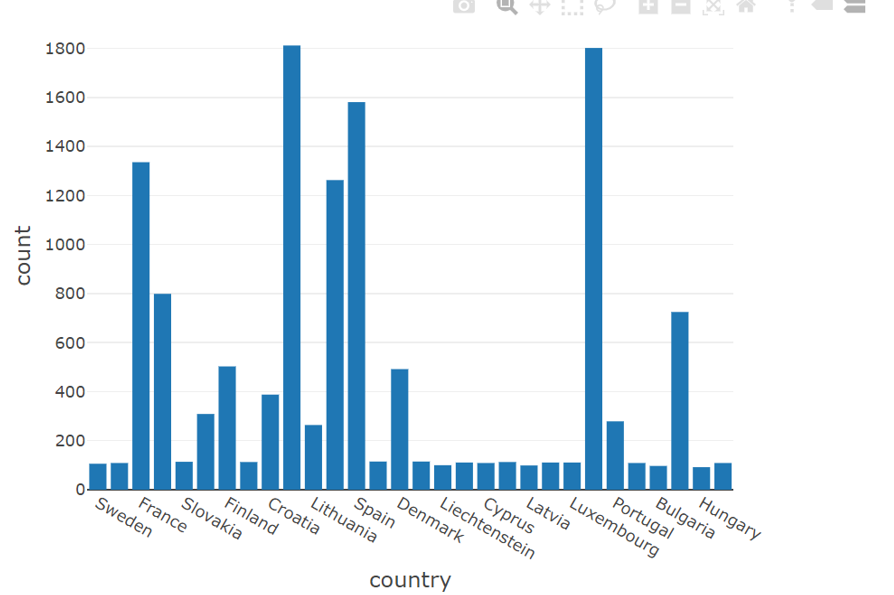 1800
1600
1400
1200
1000
800
600
400
200
0
count
Sweden
France
Slovakia
Finland
Croatia
Lithuania
Spain
Denmark
Liechtenstein
Cyprus
Latvia
Luxembourg
Portugal
Bulgaria
Hungary
country